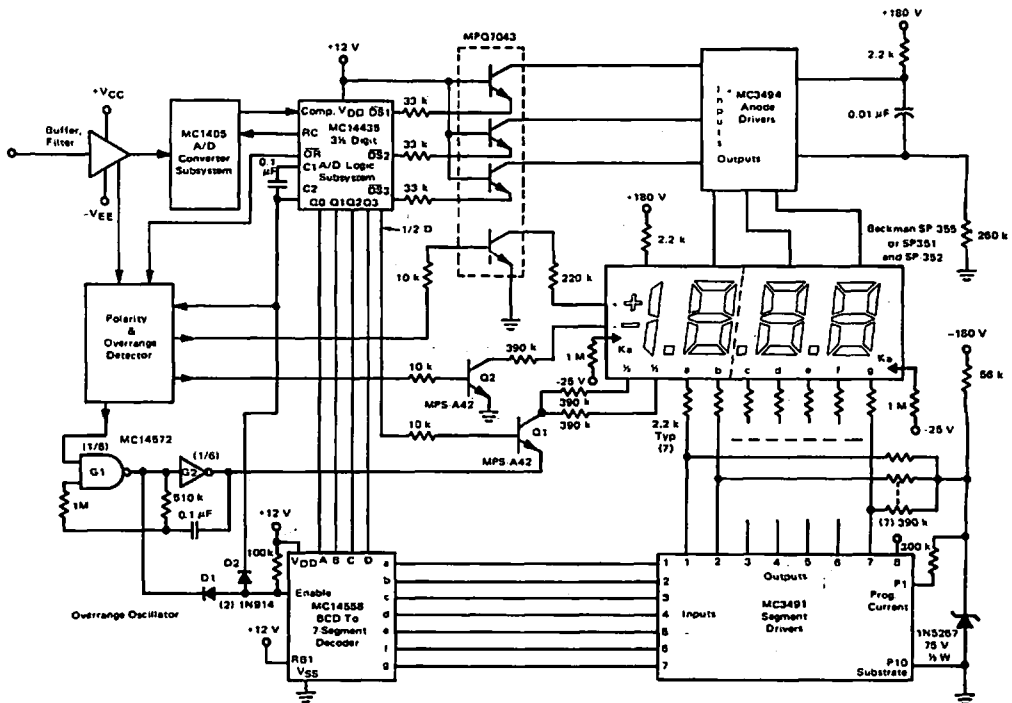 +180 V
2.2 k
MPQ7043
+12 V
MC3494
Anode
Drivers
Inputs
Outputs
0.01 µF
260 k
+VCC
Buffer,
Filter
-VEE
MC1405
A/D
Converter
Subsystem
Comp. VDD DS1
MC14435
RC
3½ Digit
OR
A/D Logic
DS2
C1
Subsystem
C2
DS3
Q0 Q1 Q2 Q3
0.1
µF
33 k
33 k
33 k
1/2 D
10 k
220 k
+180 V
2.2 k
Beckman SP 355
or SP351
and SP 352
Polarity
&
Overrange
Detector
10 k
Q2
MPS-A42
390 k
1 M
Ka
½ ½ a b c d e f g
Ka
-25 V
390 k
390 k
10 k
Q1
MPS-A42
2.2 k
Typ
(7)
1 M
-25 V
-180 V
56 k
MC14572
(1/6)
G1
(1/6)
G2
1M
510 k
0.1 µF
(7) 390 k
+12 V
100k
D2
D1
(2) 1N914
Overrange Oscillator
VDD A B C D
Enable
MC14558
BCD To
7 Segment
Decoder
RB1
VSS
+12 V
a
b
c
d
e
f
g
1
2
3
4
5
6
7
1 2 3 4 5 6 7 8
Outputs
Inputs
MC3491
Segment
Drivers
P1
Prog.
Current
P10
Substrate
200 k
1N5267
75 V
½ W